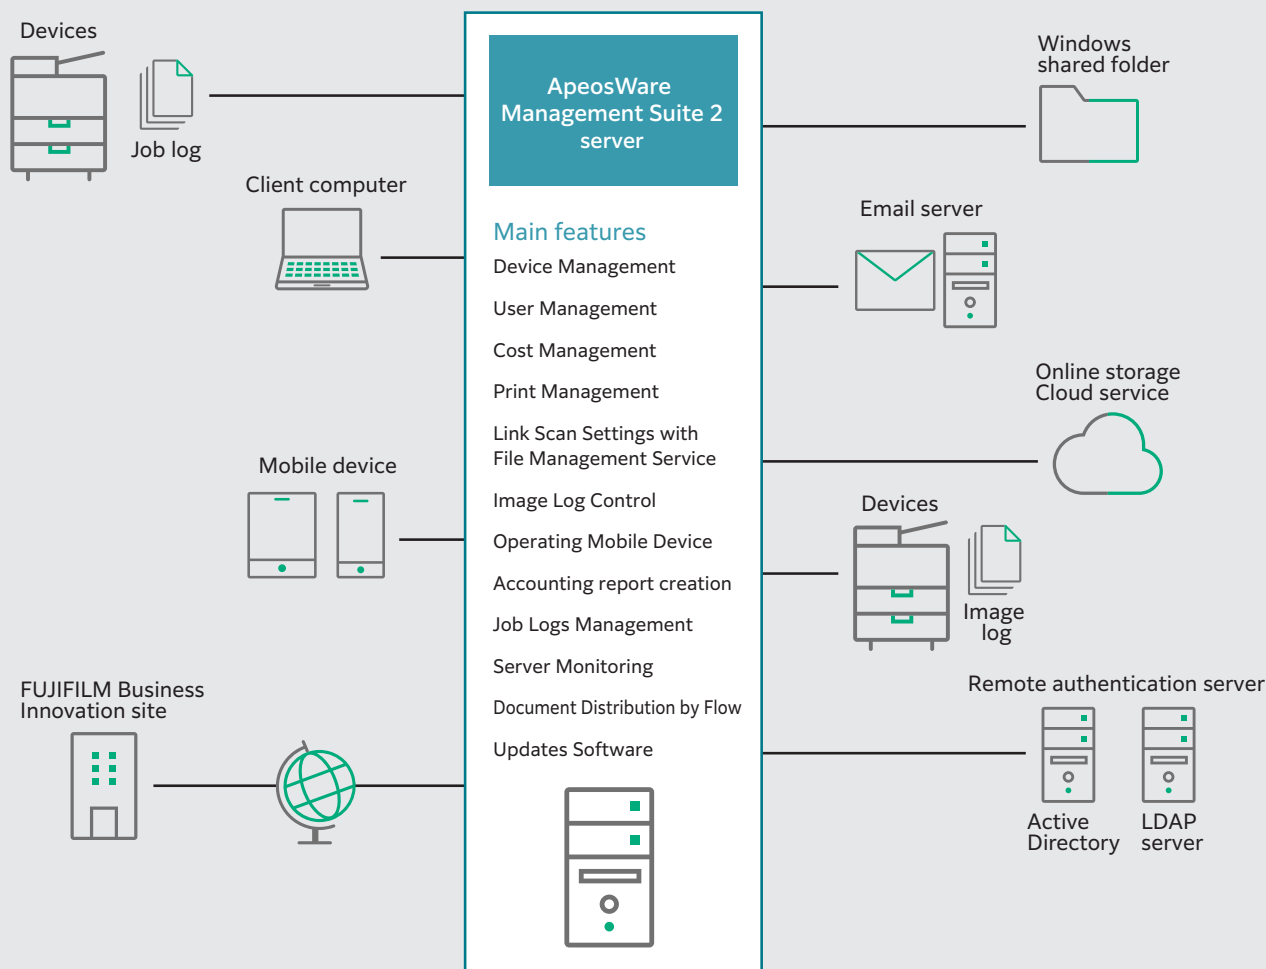 Devices
Job log
Client computer
Mobile device
FUJIFILM Business
Innovation site
ApeosWare
Management Suite 2
server
Main features
Device Management
User Management
Cost Management
Print Management
Link Scan Settings with
File Management Service
Image Log Control
Operating Mobile Device
Accounting report creation
Job Logs Management
Server Monitoring
Document Distribution by Flow
Updates Software
Windows
shared folder
Email server
Online storage
Cloud service
Devices
Image
log
Remote authentication server
Active
Directory
LDAP
server